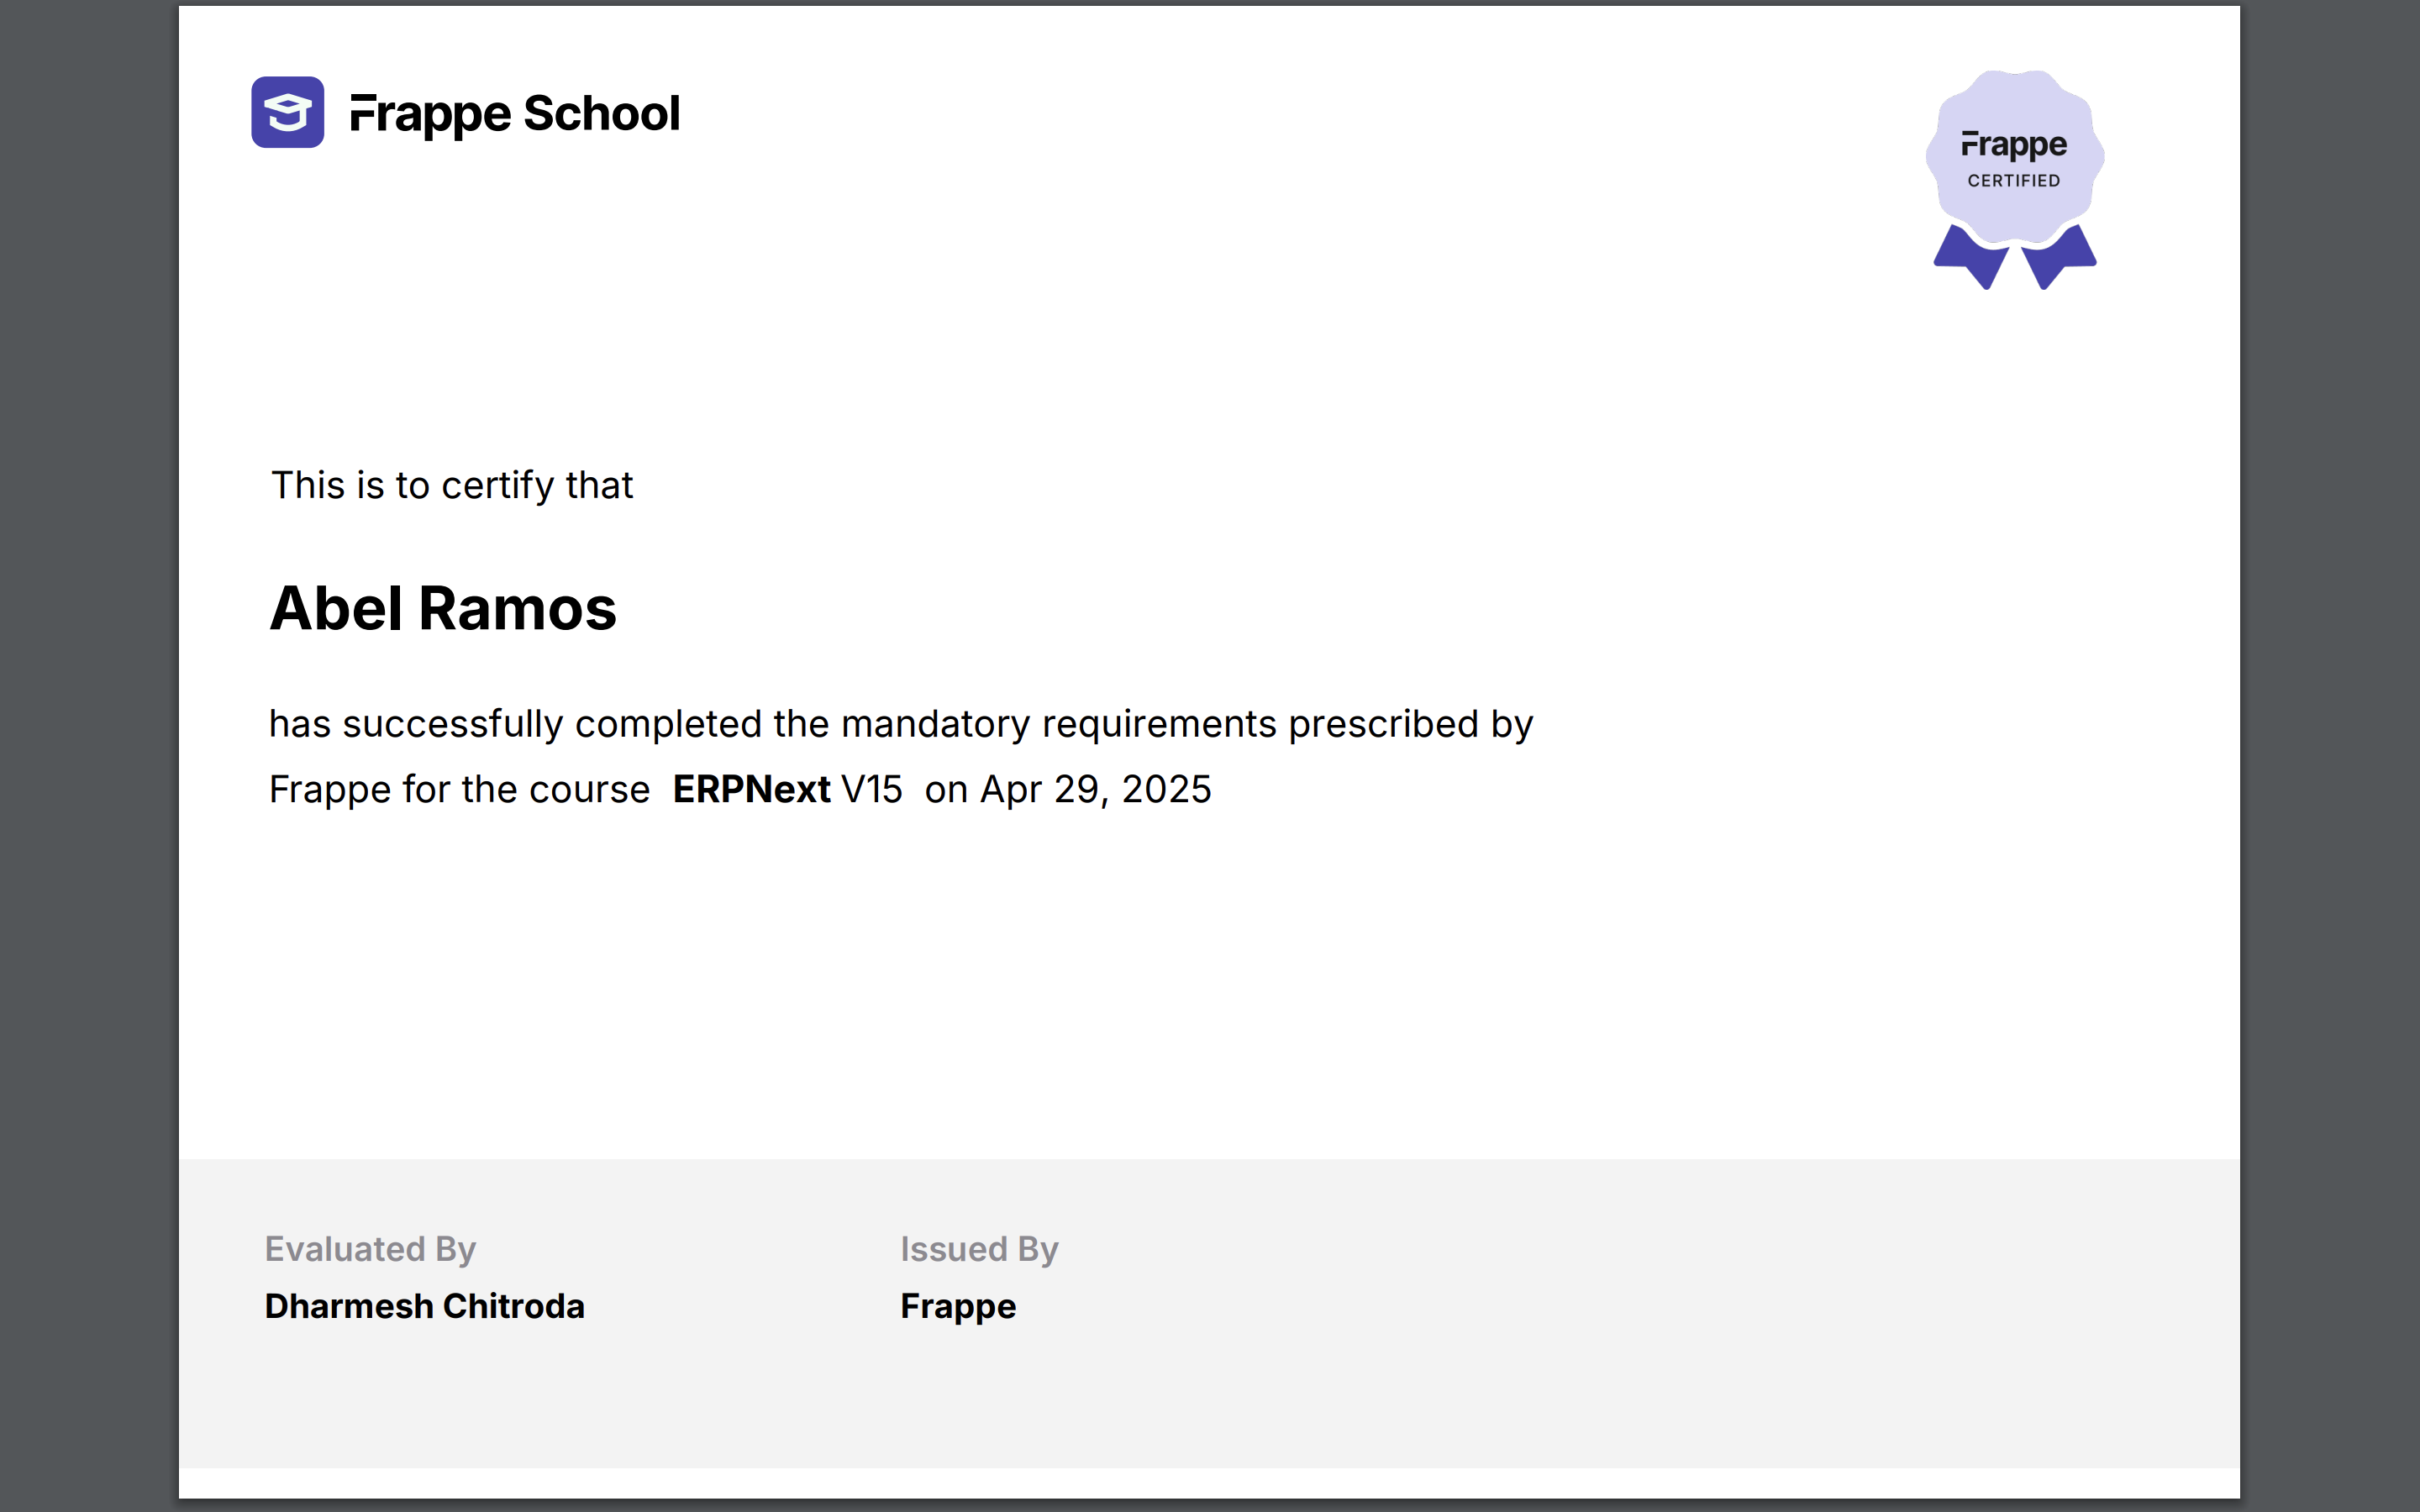 Frappe School
Frappe
CERTIFIED
This is to certify that
Abel Ramos
has successfully completed the mandatory requirements prescribed by
Frappe for the course ERPNext V15 on Apr 29, 2025
Evaluated By
Dharmesh Chitroda
Issued By
Frappe